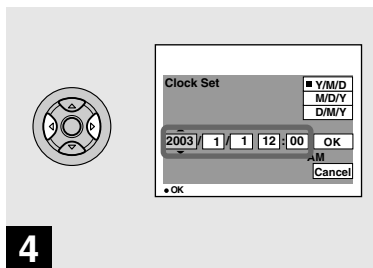 Clock Set
■ Y/M/D
M/D/Y
D/M/Y
2003 / 1 / 1 12 : 00 OK
AM
Cancel
● OK
4